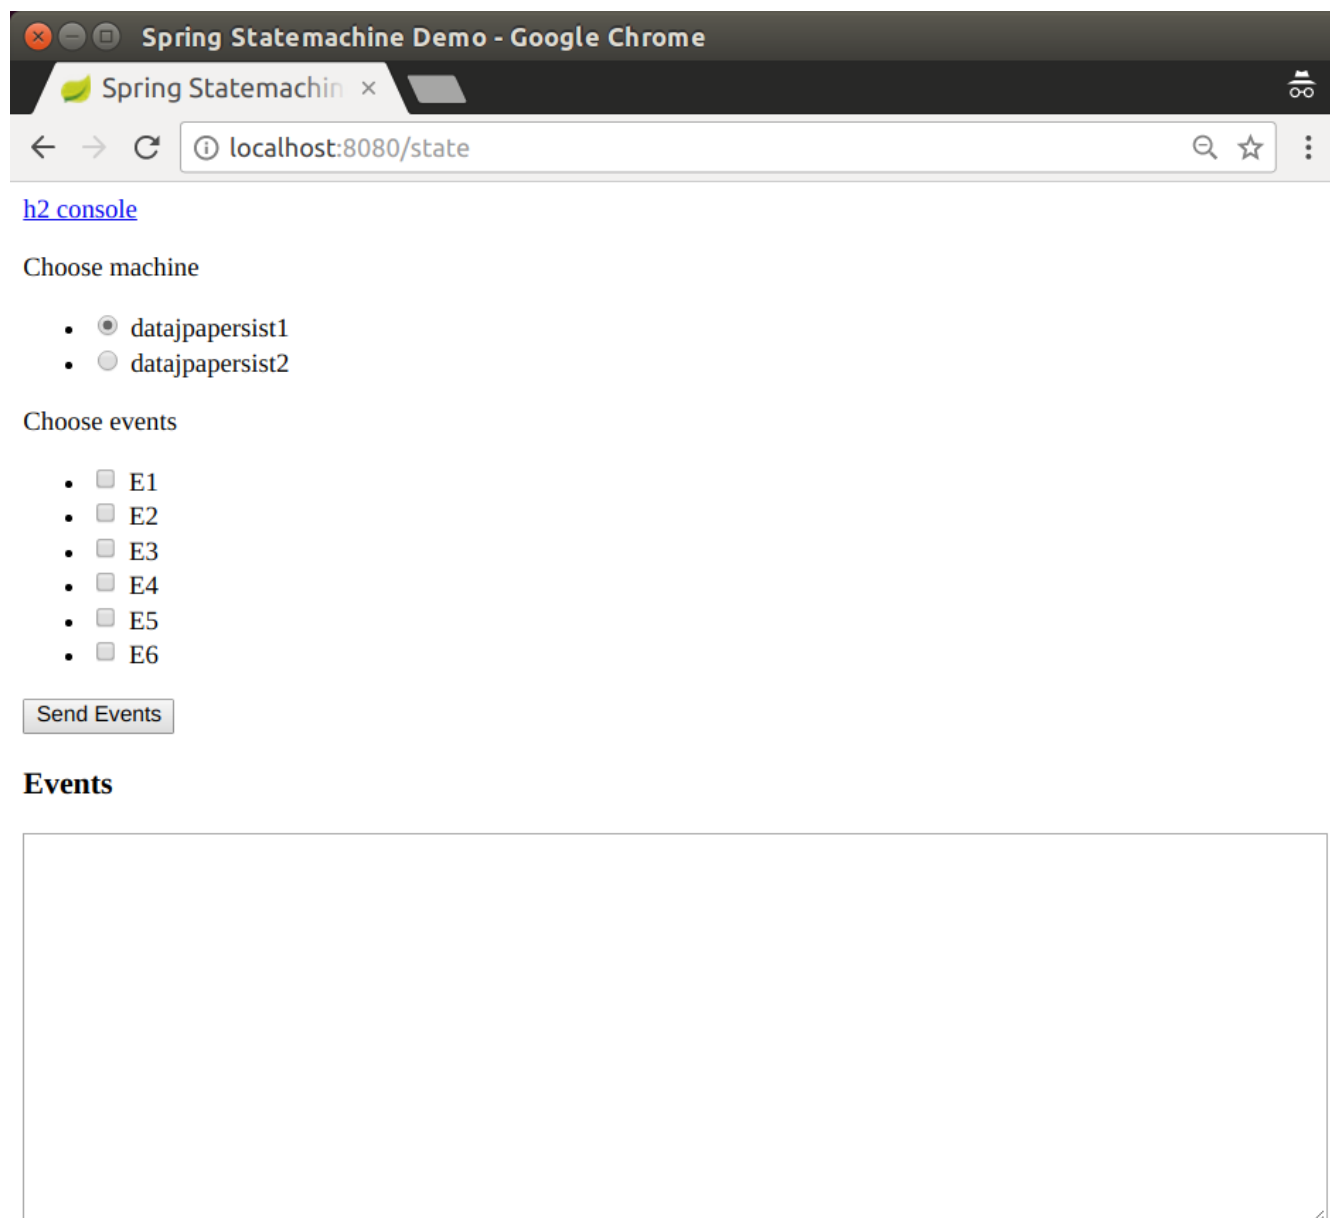 Spring Statemachine Demo - Google Chrome
Spring Statemachin
localhost:8080/state
h2 console
Choose machine
datajpapersist1
datajpapersist2
Choose events
E1
E2
E3
E4
E5
E6
Send Events
Events